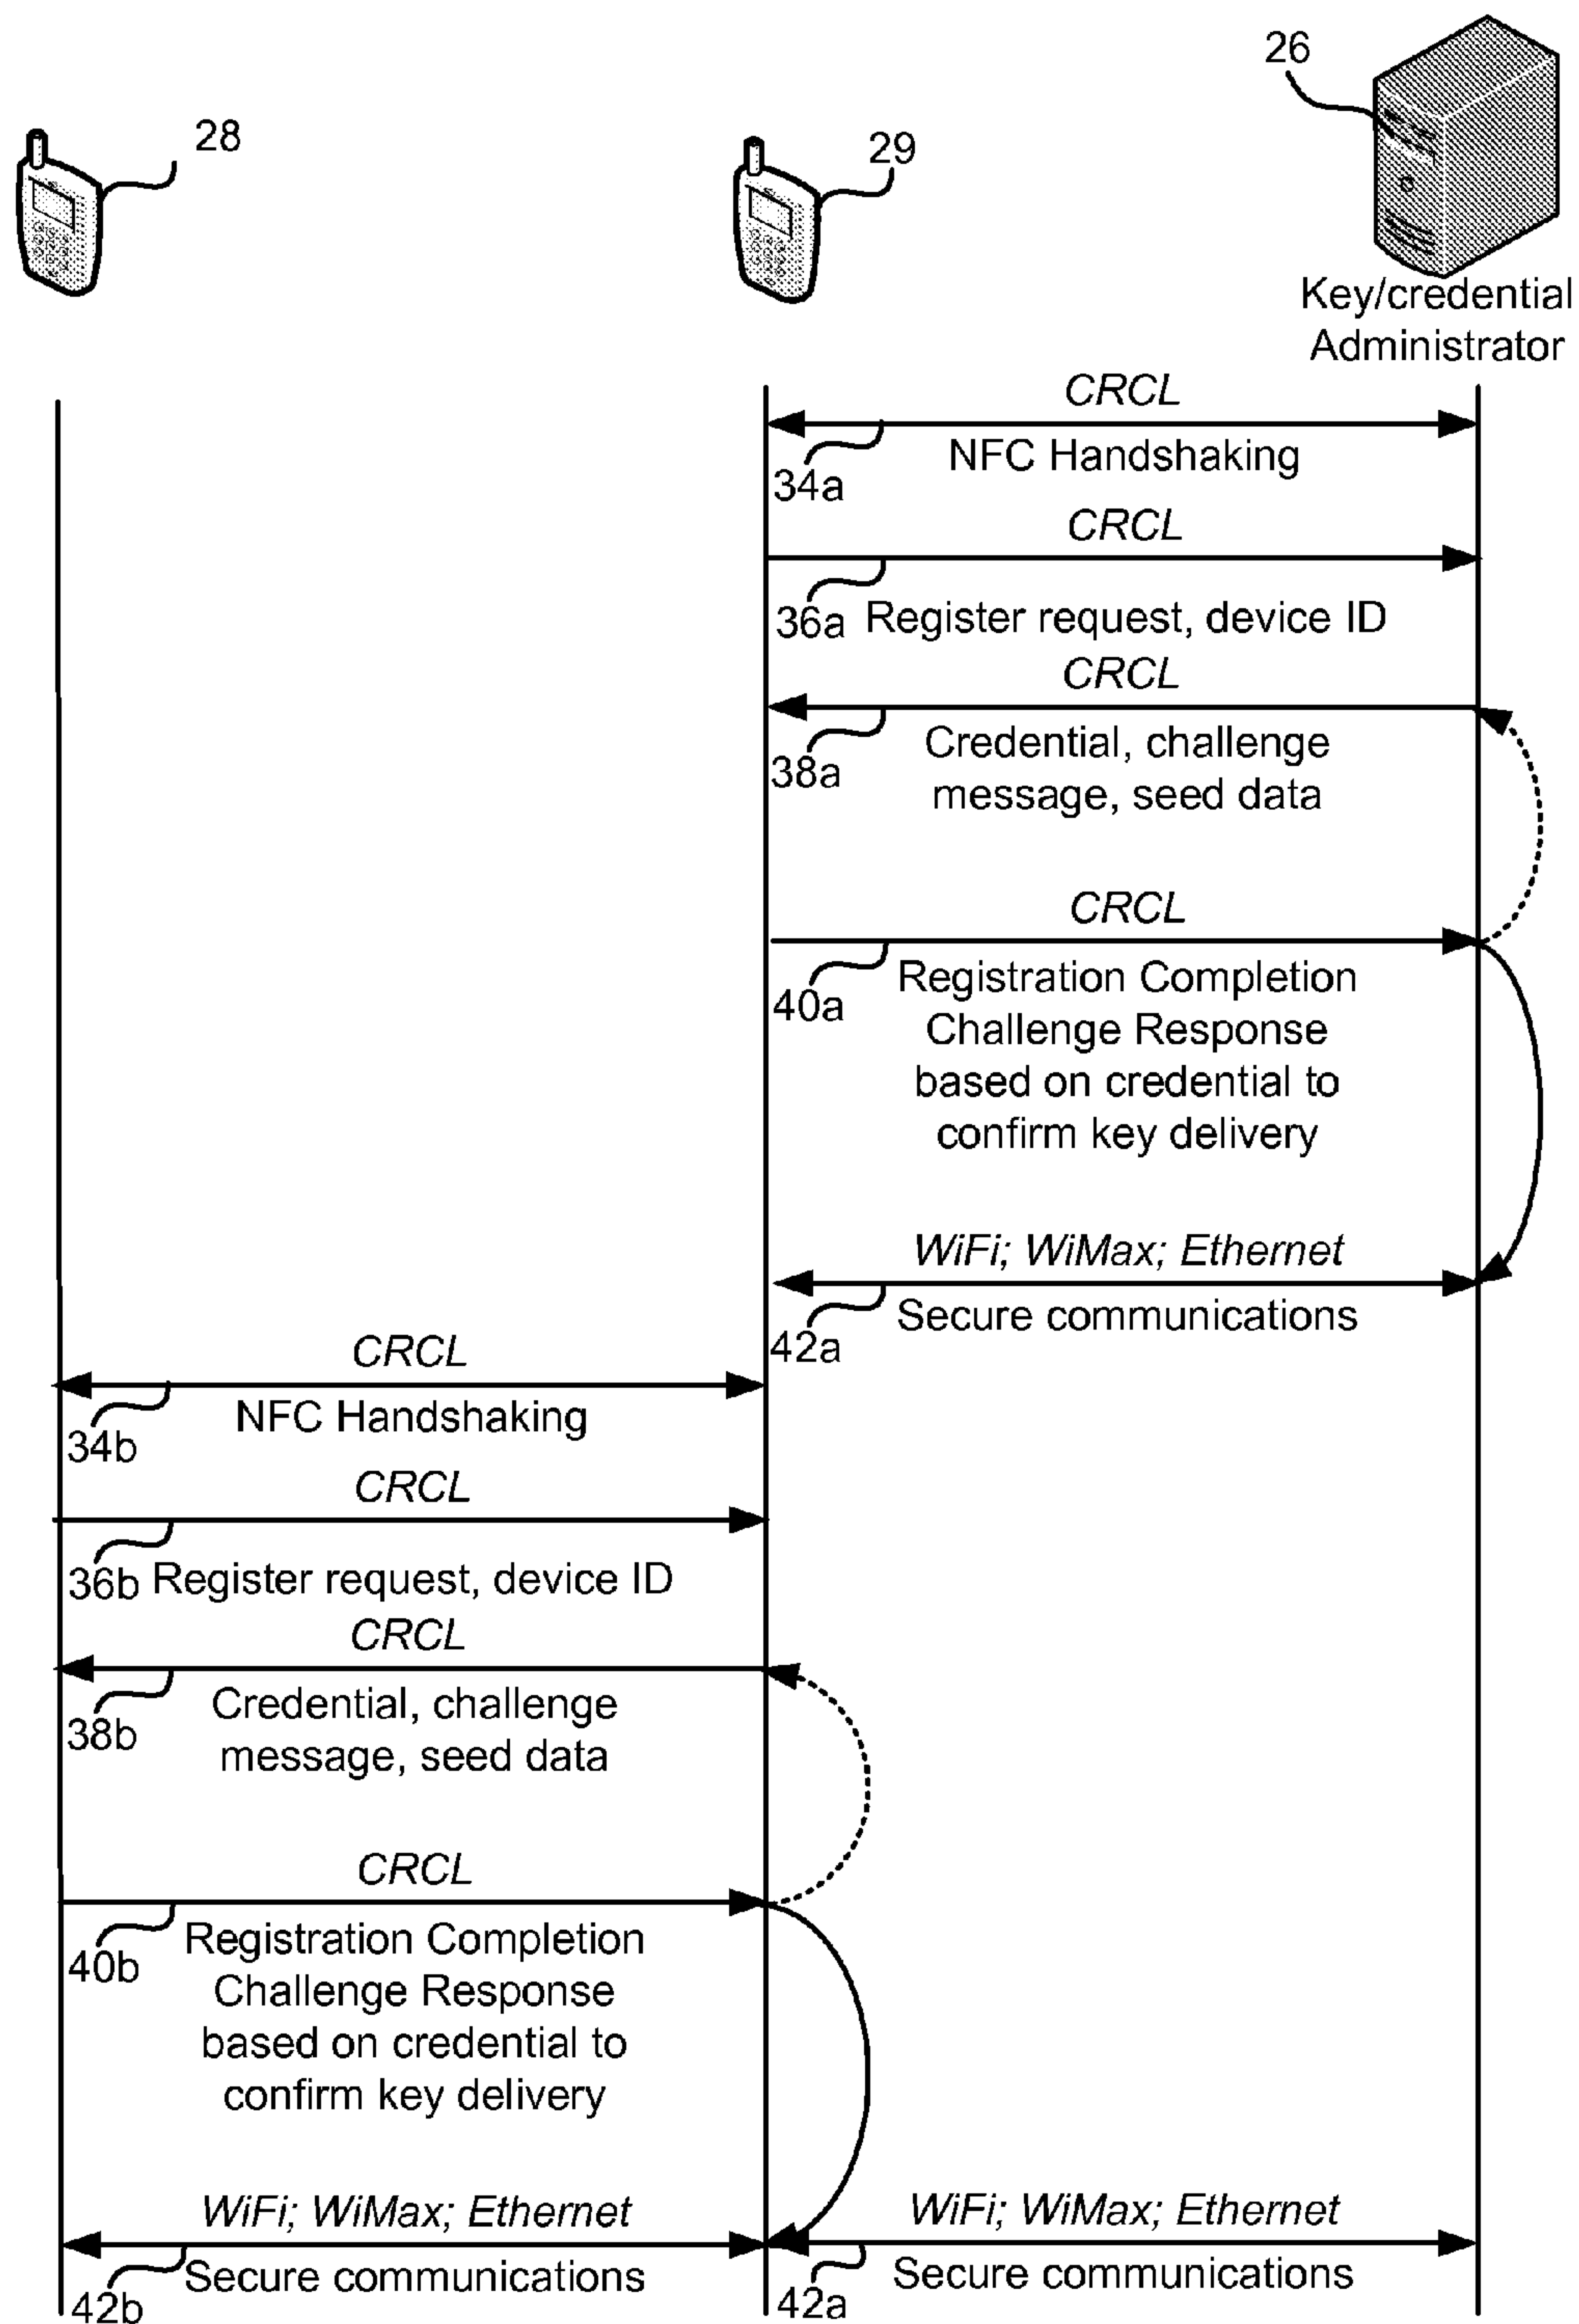 26
28
29
Key/credential
Administrator
CRCL
NFC Handshaking
34a
CRCL
36a Register request, device ID
CRCL
Credential, challenge
38a
message, seed data
CRCL
Registration Completion
40a
Challenge Response
based on credential to
confirm key delivery
WiFi; WiMax; Ethernet
Secure communications
42a
CRCL
NFC Handshaking
34b
CRCL
36b Register request, device ID
CRCL
Credential, challenge
38b
message, seed data
CRCL
Registration Completion
40b
Challenge Response
based on credential to
confirm key delivery
WiFi; WiMax; Ethernet
WiFi; WiMax; Ethernet
Secure communications
Secure communications
42b
42a